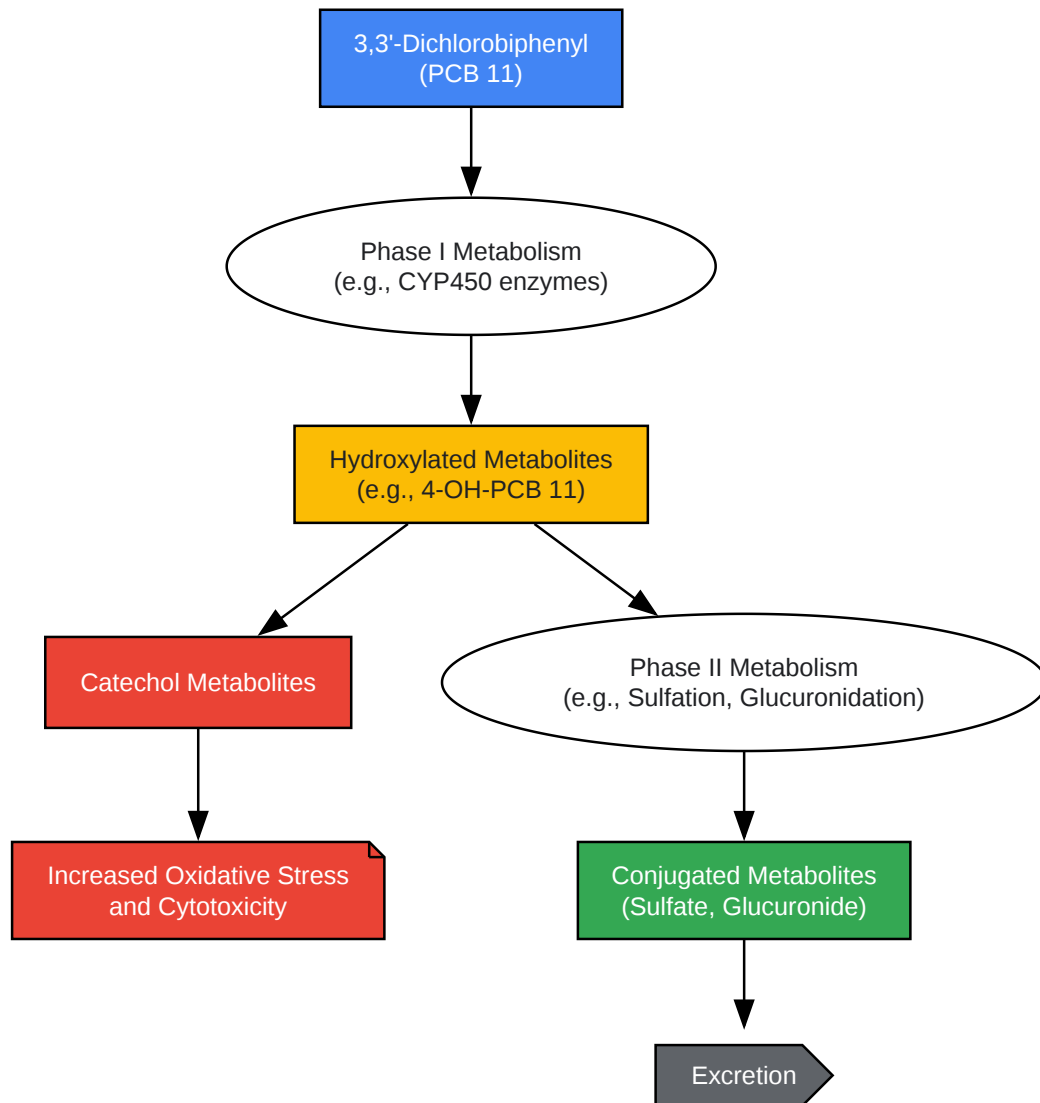 3,3'-Dichlorobiphenyl
(PCB 11)
Phase I Metabolism
(e.g., CYP450 enzymes)
Hydroxylated Metabolites
(e.g., 4-OH-PCB 11)
Catechol Metabolites
Phase II Metabolism
(e.g., Sulfation, Glucuronidation)
Increased Oxidative Stress
and Cytotoxicity
Conjugated Metabolites
(Sulfate, Glucuronide)
Excretion